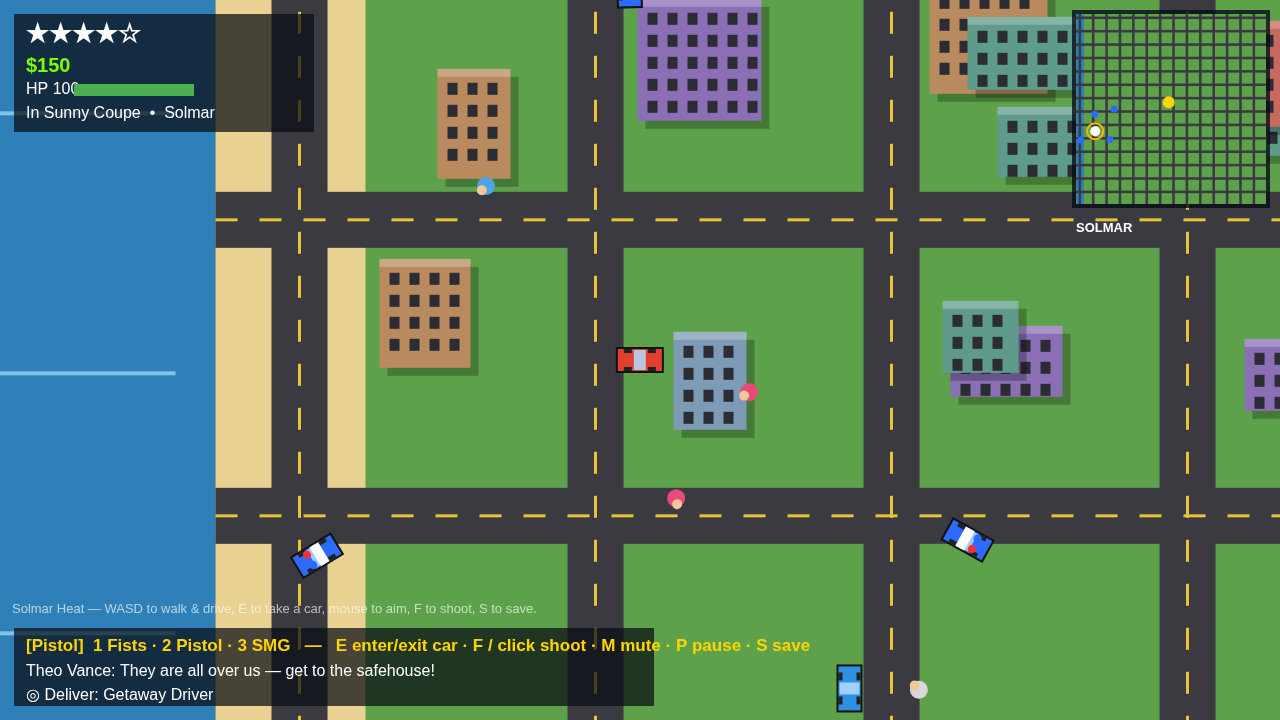 ★★★★☆
$150
HP 100
In Sunny Coupe • Solmar
SOLMAR
Solmar Heat — WASD to walk & drive, E to take a car, mouse to aim, F to shoot, S to save.
[Pistol] 1 Fists · 2 Pistol · 3 SMG — E enter/exit car · F / click shoot · M mute · P pause · S save
Theo Vance: They are all over us — get to the safehouse!
◎ Deliver: Getaway Driver